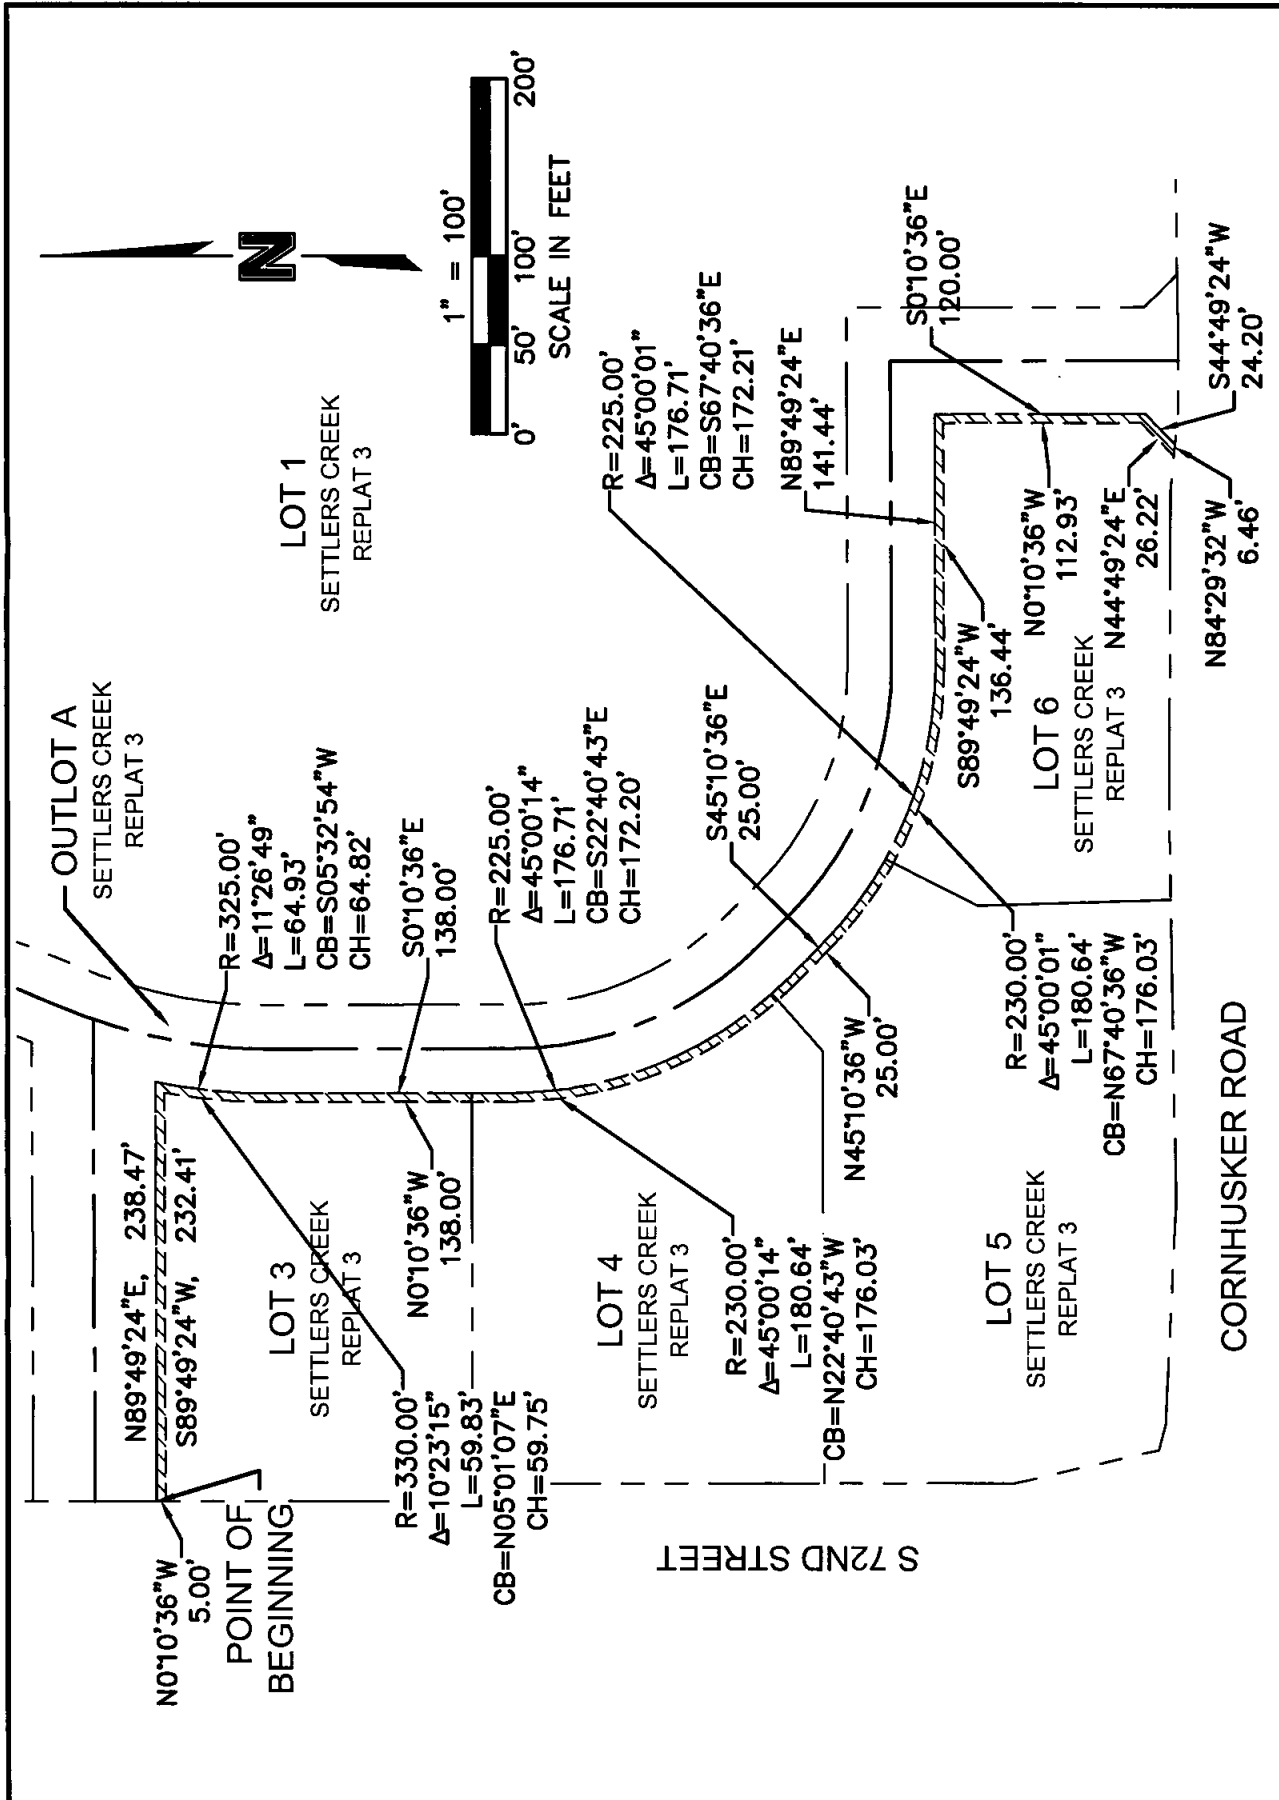 OUTLOT A
SETTLERS CREEK
REPLAT 3
LOT 1
SETTLERS CREEK
REPLAT 3
N
1" = 100'
0' 50' 100' 200'
SCALE IN FEET
N89°49'24"E, 238.47'
S89°49'24"W, 232.41'
N0°10'36"W
5.00'
POINT OF
BEGINNING
R=325.00'
Δ=11°26'49"
L=64.93'
CB=S05°32'54"W
CH=64.82'
S0°10'36"E
138.00'
LOT 3
SETTLERS CREEK
REPLAT 3
N0°10'36"W
138.00'
R=330.00'
Δ=10°23'15"
L=59.83'
CB=N05°01'07"E
CH=59.75'
R=225.00'
Δ=45°00'14"
L=176.71'
CB=S22°40'43"E
CH=172.20'
R=225.00'
Δ=45°00'01"
L=176.71'
CB=S67°40'36"E
CH=172.21'
LOT 4
SETTLERS CREEK
REPLAT 3
R=230.00'
Δ=45°00'14"
L=180.64'
CB=N22°40'43"W
CH=176.03'
S45°10'36"E
25.00'
N45°10'36"W
25.00'
N89°49'24"E
141.44'
S89°49'24"W
136.44'
S0°10'36"E
120.00'
N0°10'36"W
112.93'
N44°49'24"E
26.22'
S44°49'24"W
24.20'
N84°29'32"W
6.46'
LOT 6
SETTLERS CREEK
REPLAT 3
R=230.00'
Δ=45°00'01"
L=180.64'
CB=N67°40'36"W
CH=176.03'
LOT 5
SETTLERS CREEK
REPLAT 3
S 72ND STREET
CORNHUSKER ROAD